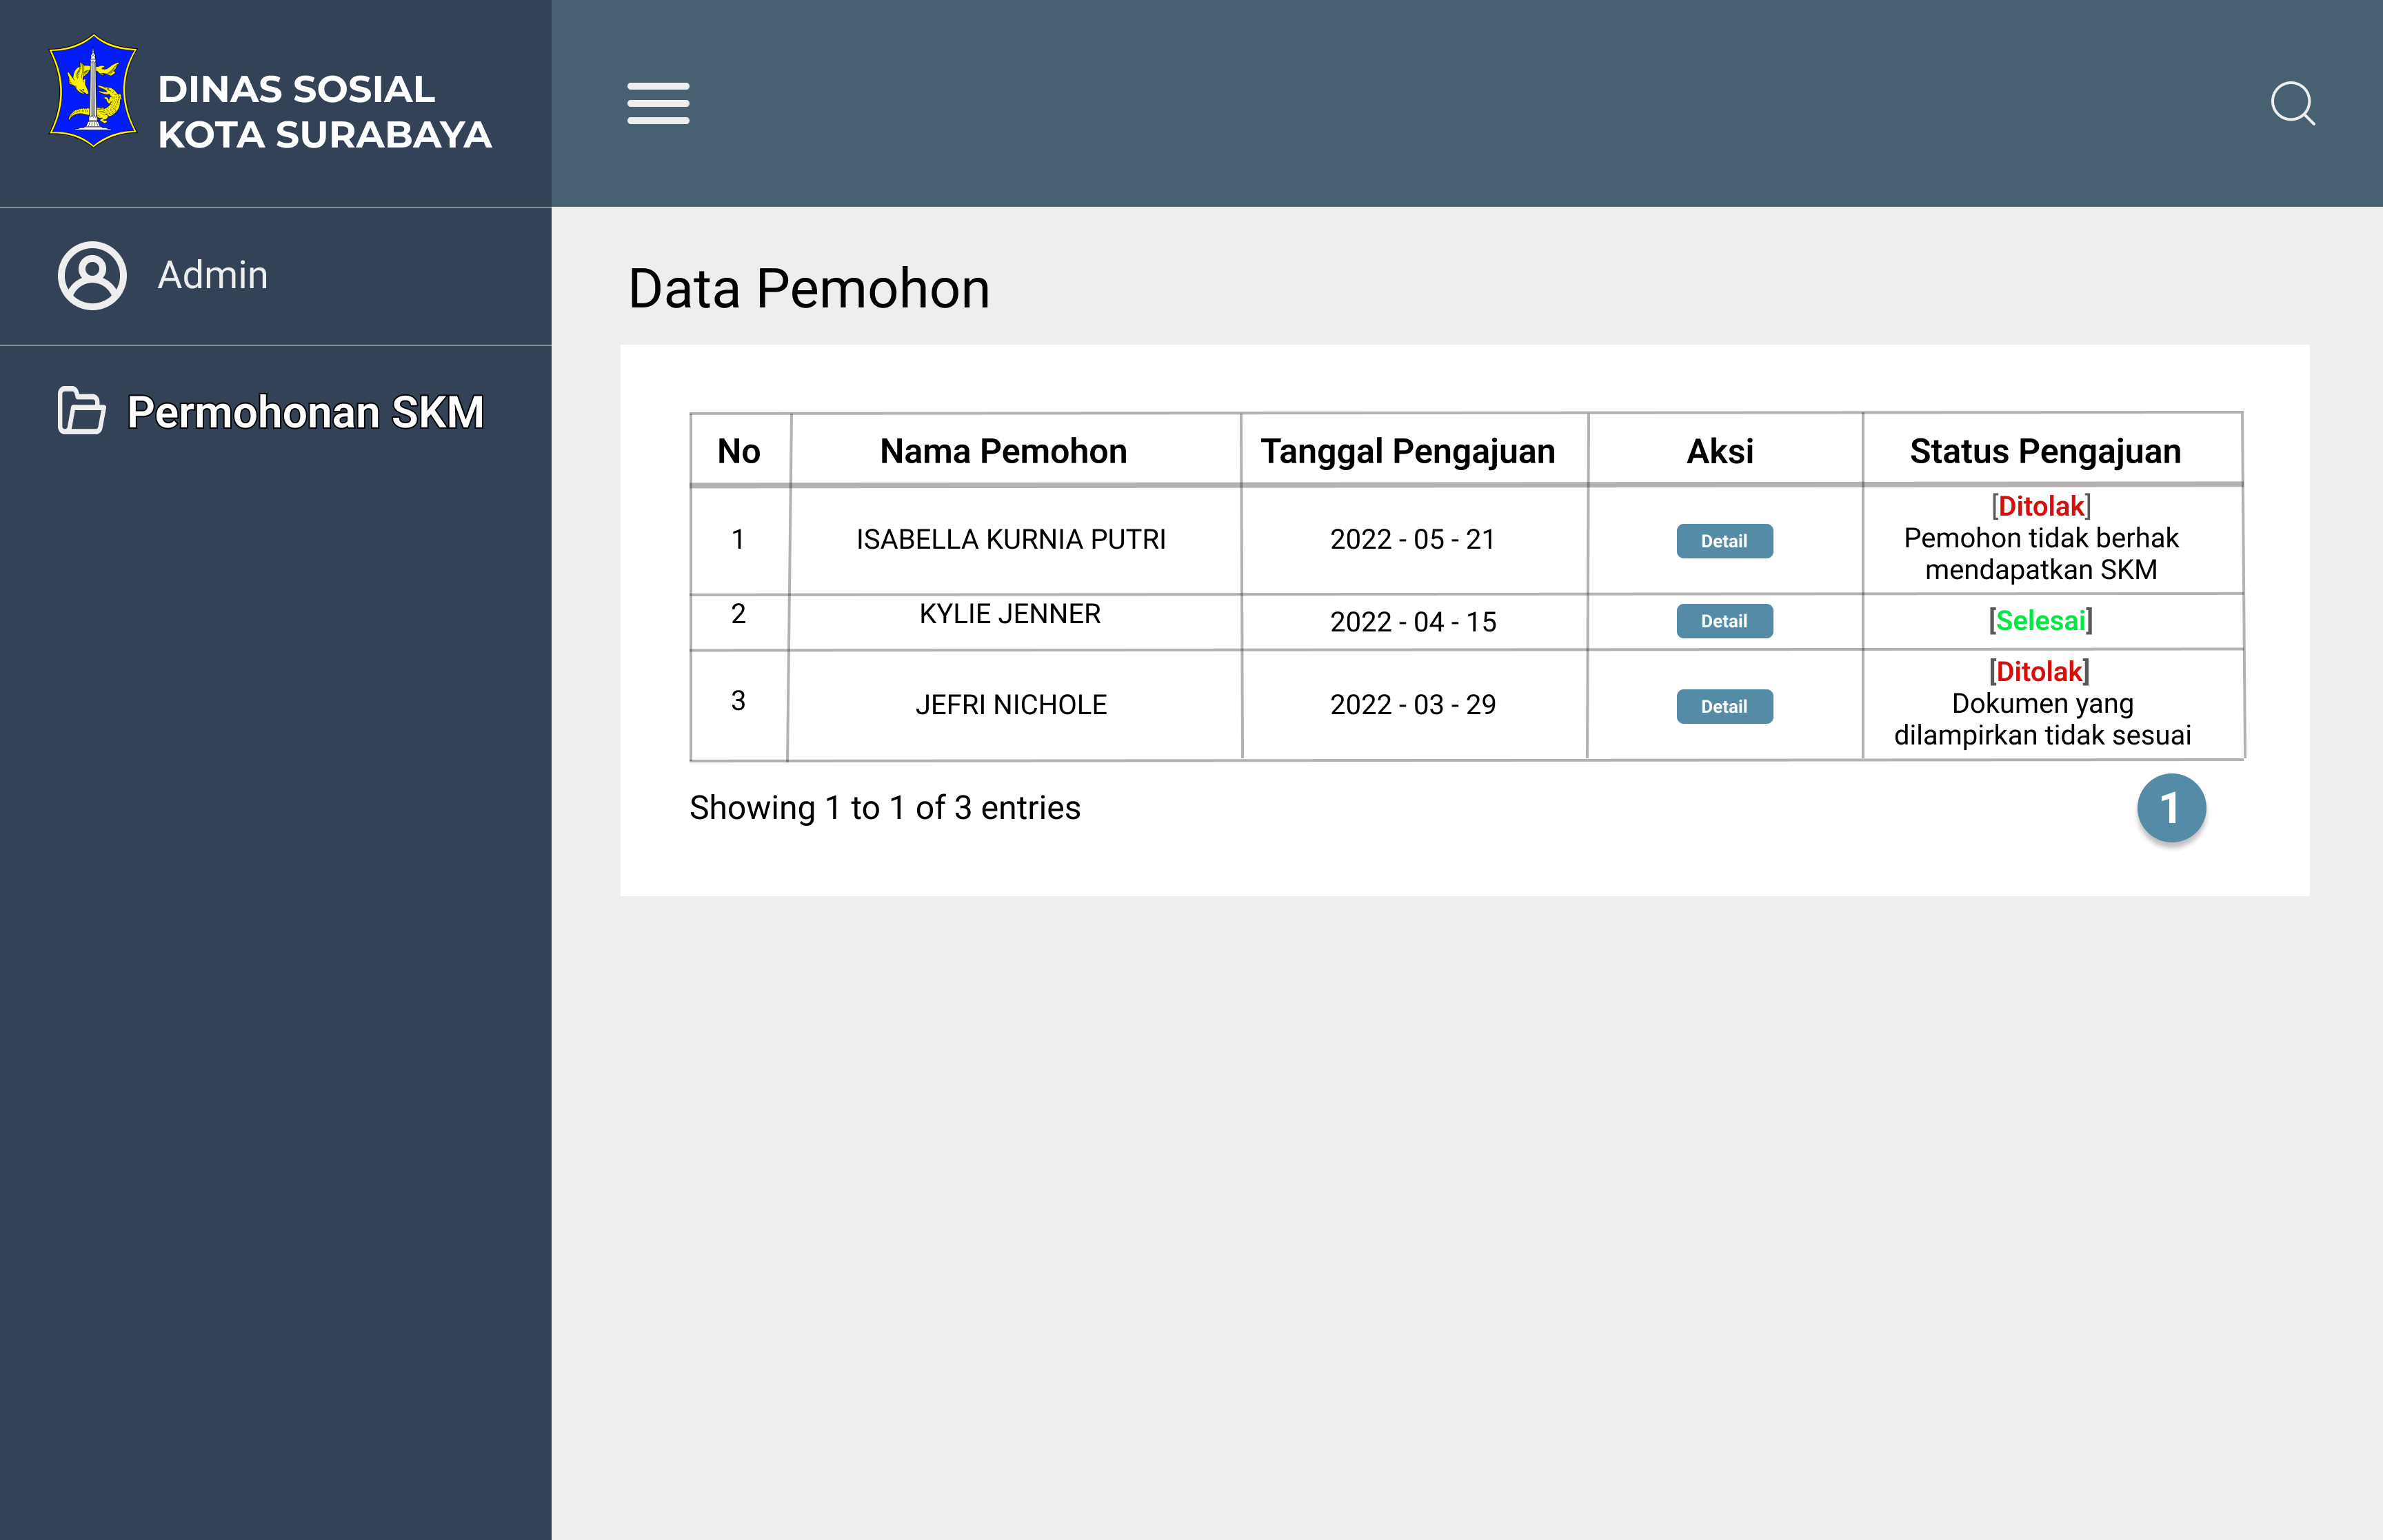 DINAS SOSIAL
KOTA SURABAYA
Admin
Permohonan SKM
Data Pemohon
No Nama Pemohon Tanggal Pengajuan Aksi Status Pengajuan
1 ISABELLA KURNIA PUTRI 2022 - 05 - 21 Detail [Ditolak]
Pemohon tidak berhak
mendapatkan SKM
2 KYLIE JENNER 2022 - 04 - 15 Detail [Selesai]
3 JEFRI NICHOLE 2022 - 03 - 29 Detail [Ditolak]
Dokumen yang
dilampirkan tidak sesuai
Showing 1 to 1 of 3 entries 1